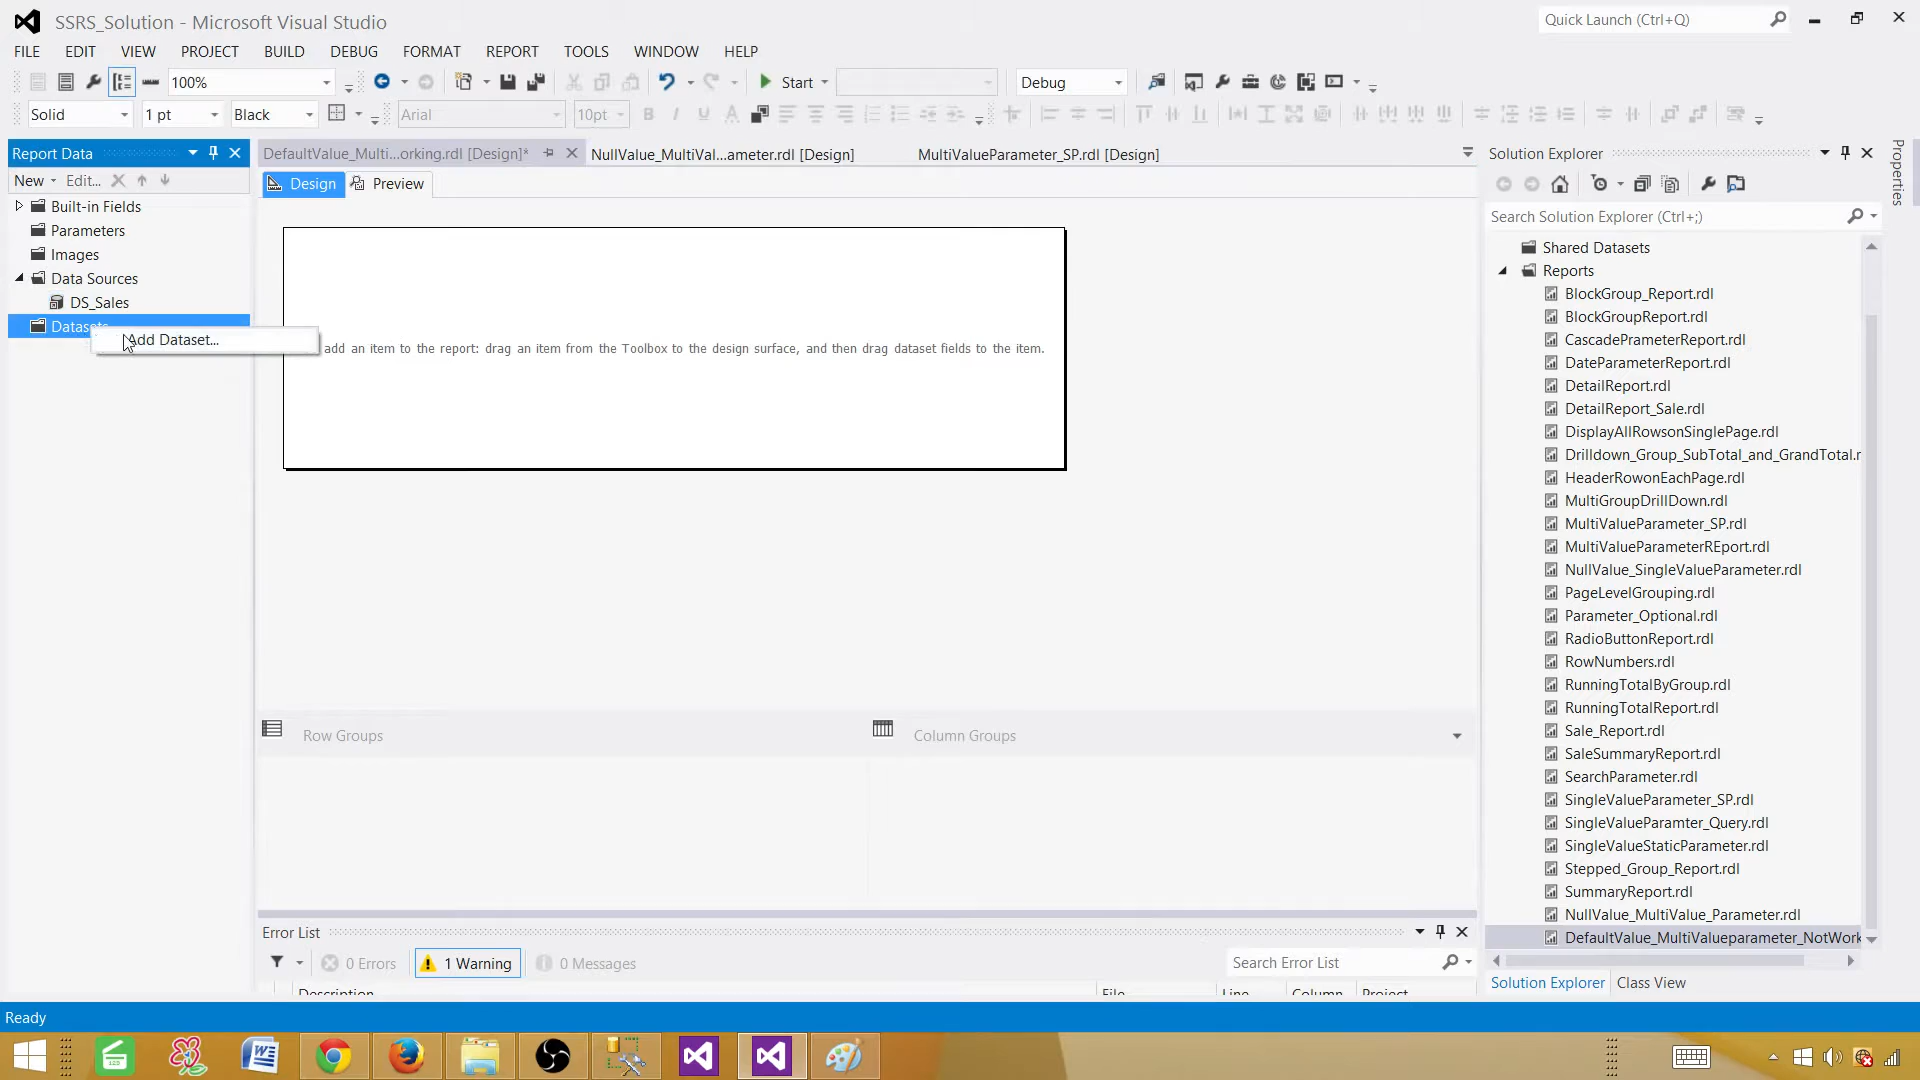 SSRS_Solution - Microsoft Visual Studio
Quick Launch (Ctrl+Q)
FILE EDIT VIEW PROJECT BUILD DEBUG FORMAT REPORT TOOLS WINDOW HELP
100%
Start
Debug
Solid 1 pt Black Arial 10pt
Report Data
DefaultValue_Multi...orking.rdl [Design]*
NullValue_MultiVal...ameter.rdl [Design]
MultiValueParameter_SP.rdl [Design]
Solution Explorer
Properties
New Edit...
Design Preview
Built-in Fields
Parameters
Images
Data Sources
DS_Sales
Datasets
Add Dataset...
add an item to the report: drag an item from the Toolbox to the design surface, and then drag dataset fields to the item.
Row Groups
Column Groups
Search Solution Explorer (Ctrl+;)
Shared Datasets
Reports
BlockGroup_Report.rdl
BlockGroupReport.rdl
CascadePrameterReport.rdl
DateParameterReport.rdl
DetailReport.rdl
DetailReport_Sale.rdl
DisplayAllRowsonSinglePage.rdl
Drilldown_Group_SubTotal_and_GrandTotal.r
HeaderRowonEachPage.rdl
MultiGroupDrillDown.rdl
MultiValueParameter_SP.rdl
MultiValueParameterREport.rdl
NullValue_SingleValueParameter.rdl
PageLevelGrouping.rdl
Parameter_Optional.rdl
RadioButtonReport.rdl
RowNumbers.rdl
RunningTotalByGroup.rdl
RunningTotalReport.rdl
Sale_Report.rdl
SaleSummaryReport.rdl
SearchParameter.rdl
SingleValueParameter_SP.rdl
SingleValueParamter_Query.rdl
SingleValueStaticParameter.rdl
Stepped_Group_Report.rdl
SummaryReport.rdl
NullValue_MultiValue_Parameter.rdl
DefaultValue_MultiValueparameter_NotWork
Solution Explorer Class View
Error List
0 Errors 1 Warning 0 Messages
Search Error List
Description File Line Column Project
Ready